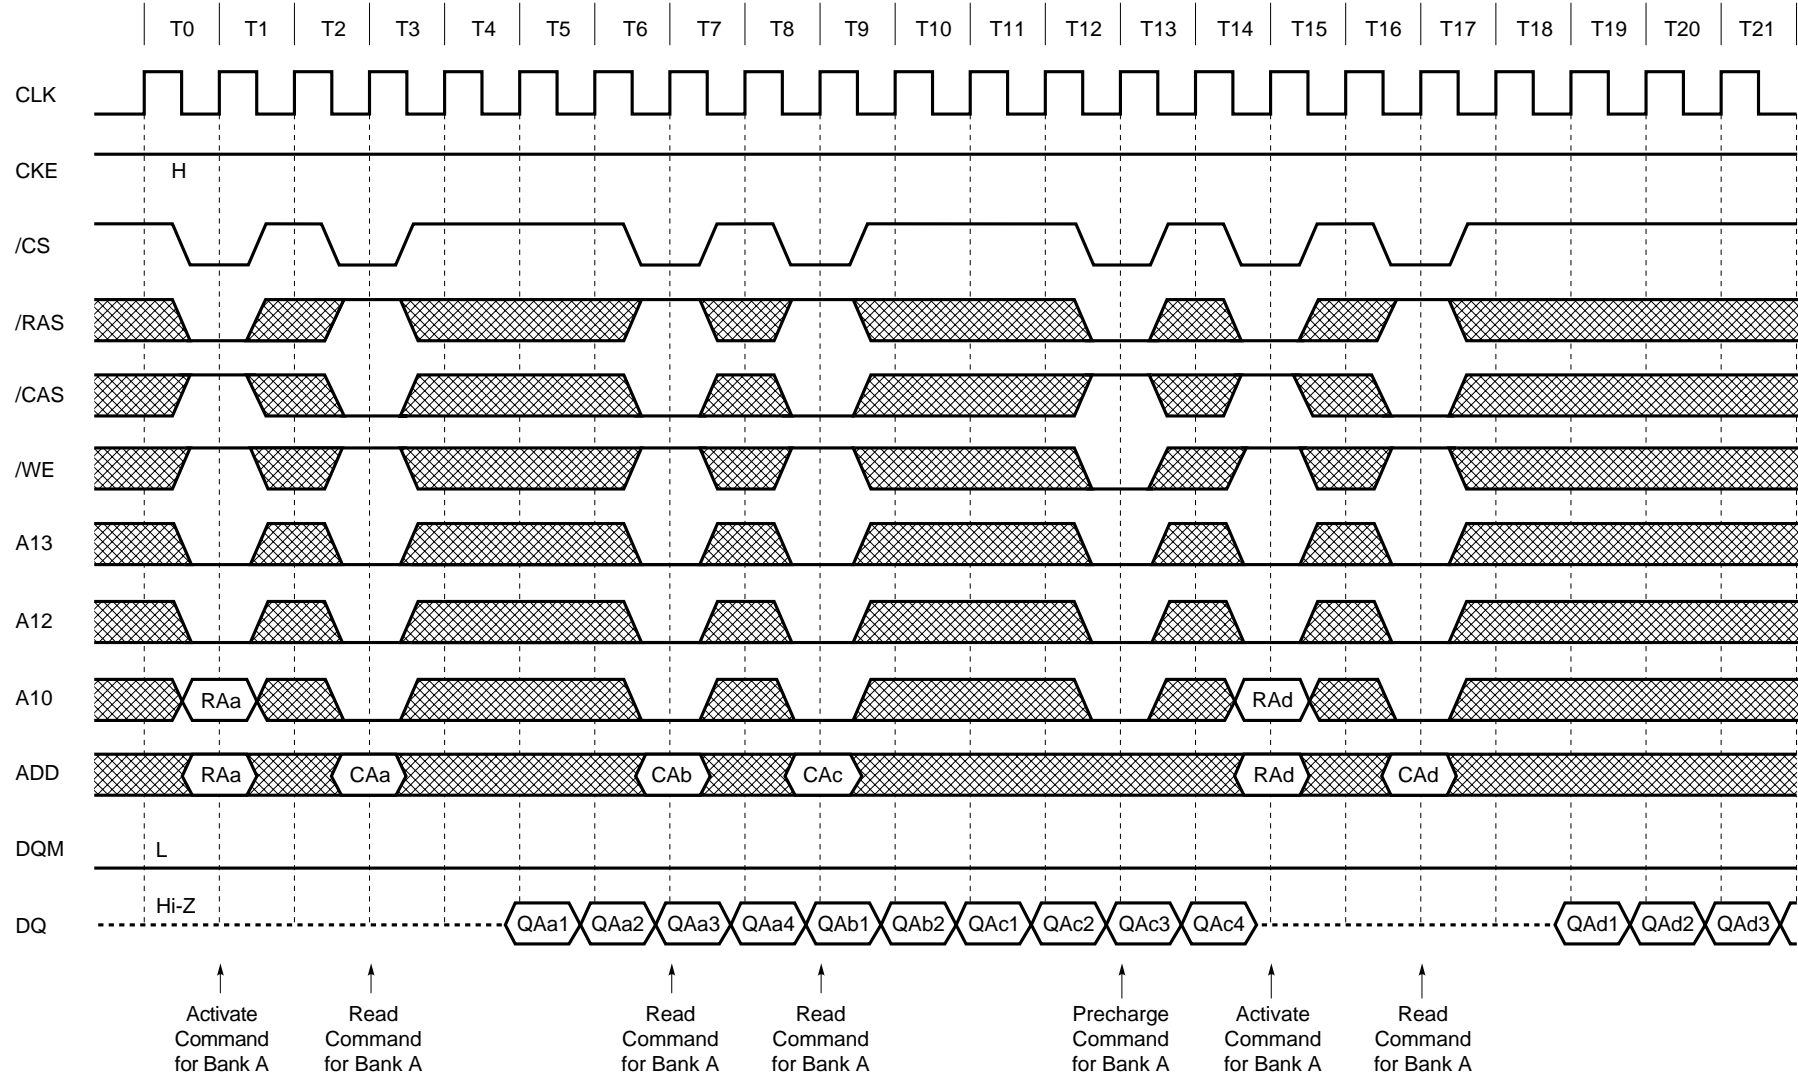 T0 T1 T2 T3 T4 T5 T6 T7 T8 T9 T10 T11 T12 T13 T14 T15 T16 T17 T18 T19 T20 T21
CLK
CKE H
/CS
/RAS
/CAS
/WE
A13
A12
A10 RAa RAd
ADD RAa CAa CAb CAc RAd CAd
DQM L
Hi-Z
DQ QAa1 QAa2 QAa3 QAa4 QAb1 QAb2 QAc1 QAc2 QAc3 QAc4 QAd1 QAd2 QAd3
Activate
Command
for Bank A
Read
Command
for Bank A
Read
Command
for Bank A
Read
Command
for Bank A
Precharge
Command
for Bank A
Activate
Command
for Bank A
Read
Command
for Bank A